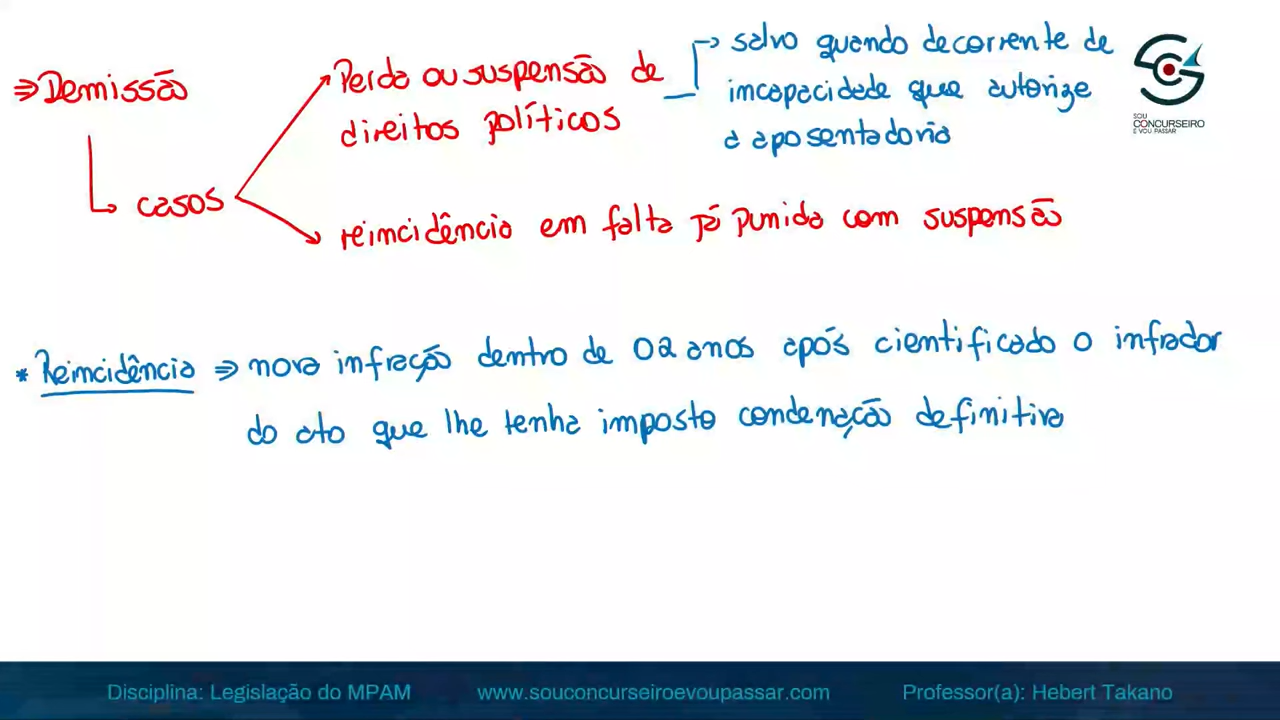 ⇒ Demissão
↳ casos
Perda ou suspensão de
direitos políticos
→ salvo quando decorrente de
incapacidade que autorize
a aposentadoria
reincidência em falta já punida com suspensão
SOU
CONCURSEIRO
E VOU PASSAR
* Reincidência ⇒ nova infração dentro de 02 anos após cientificado o infrador
do ato que lhe tenha imposto condenação definitiva
Disciplina: Legislação do MPAM www.souconcurseiroevoupassar.com Professor(a): Hebert Takano